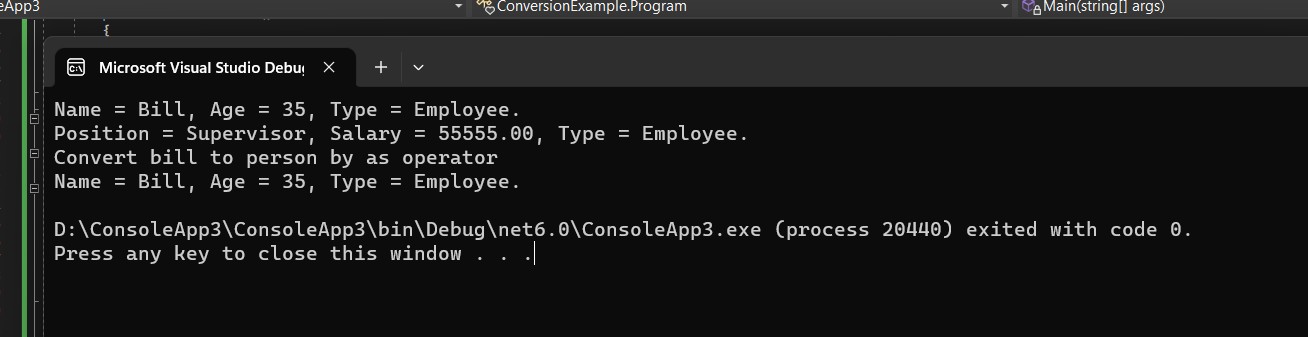 eApp3 ConversionExample.Program Main(string[] args)
{
Microsoft Visual Studio Debu
Name = Bill, Age = 35, Type = Employee.
Position = Supervisor, Salary = 55555.00, Type = Employee.
Convert bill to person by as operator
Name = Bill, Age = 35, Type = Employee.
D:\ConsoleApp3\ConsoleApp3\bin\Debug\net6.0\ConsoleApp3.exe (process 20440) exited with code 0.
Press any key to close this window . . .